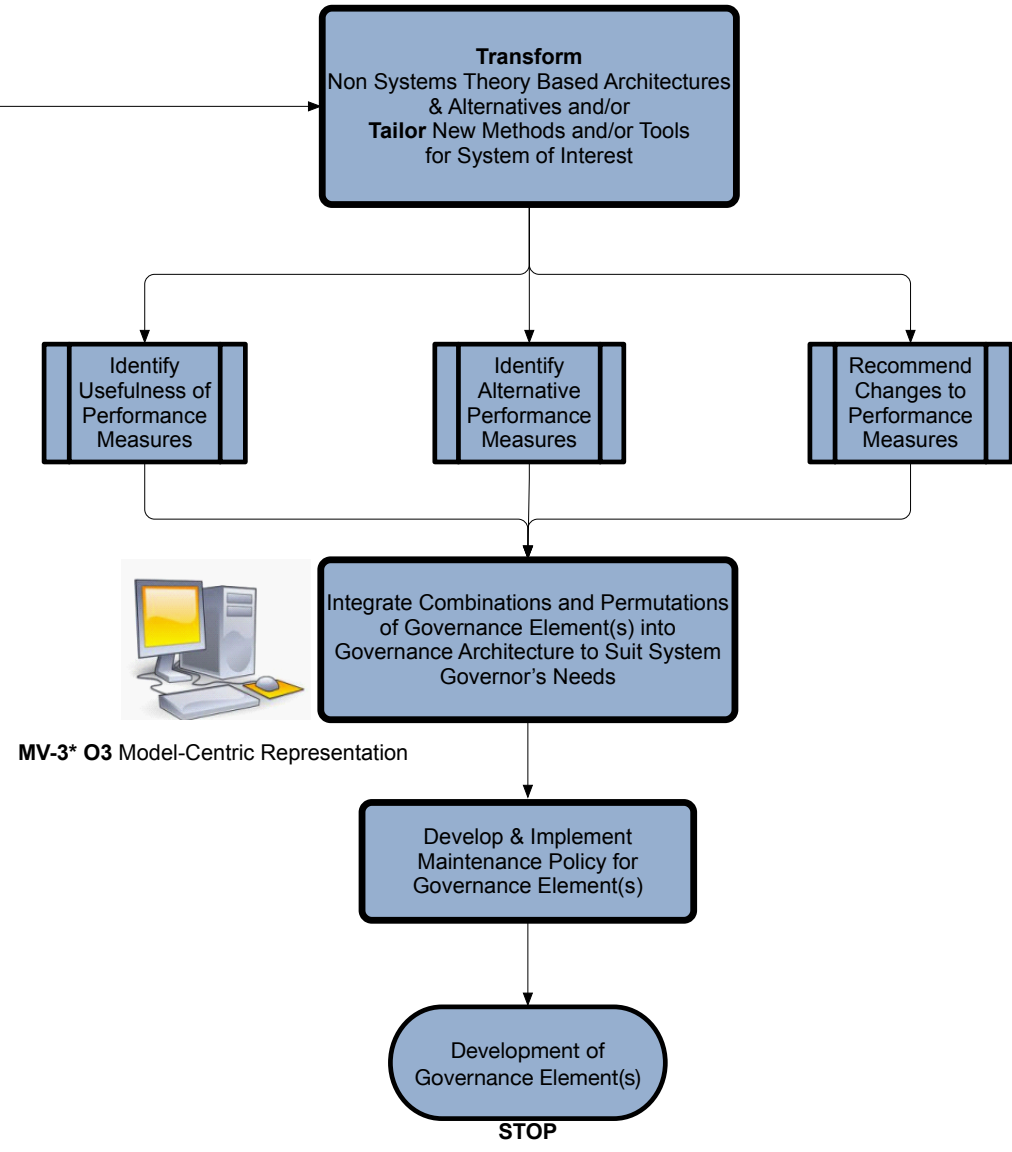 Transform
Non Systems Theory Based Architectures
& Alternatives and/or
Tailor New Methods and/or Tools
for System of Interest
Identify
Usefulness of
Performance
Measures
Identify
Alternative
Performance
Measures
Recommend
Changes to
Performance
Measures
Integrate Combinations and Permutations
of Governance Element(s) into
Governance Architecture to Suit System
Governor’s Needs
MV-3* O3 Model-Centric Representation
Develop & Implement
Maintenance Policy for
Governance Element(s)
Development of
Governance Element(s)
STOP